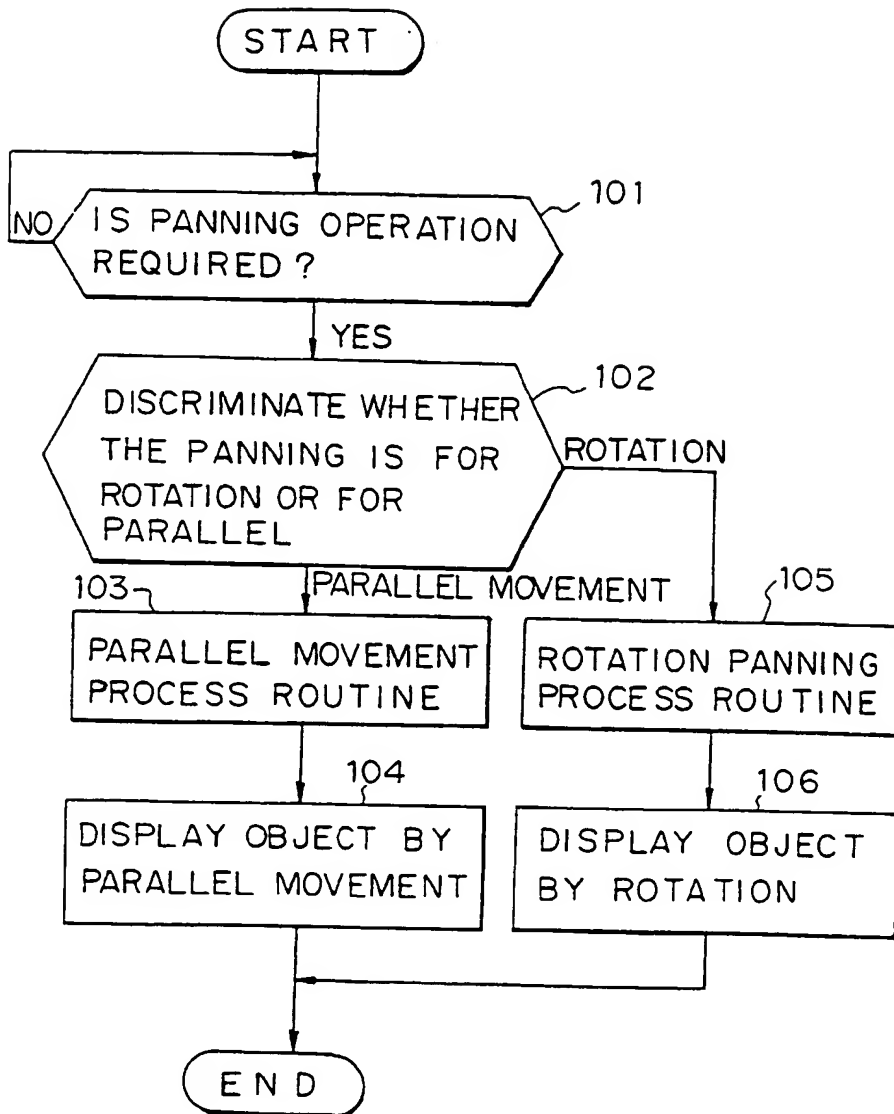 START
101
NO
IS PANNING OPERATION
REQUIRED?
YES
102
DISCRIMINATE WHETHER
THE PANNING IS FOR
ROTATION OR FOR
PARALLEL
ROTATION
PARALLEL MOVEMENT
103
PARALLEL MOVEMENT
PROCESS ROUTINE
105
ROTATION PANNING
PROCESS ROUTINE
104
DISPLAY OBJECT BY
PARALLEL MOVEMENT
106
DISPLAY OBJECT
BY ROTATION
END